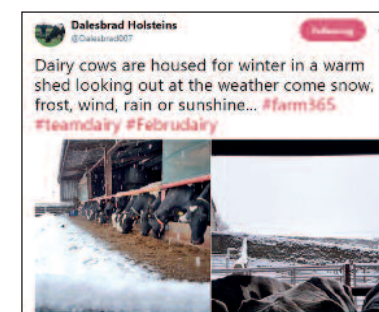 Dalesbrad Holsteins
@Dalesbrad007
Following
Dairy cows are housed for winter in a warm
shed looking out at the weather come snow,
frost, wind, rain or sunshine... #farm365
#teamdairy #Februdairy